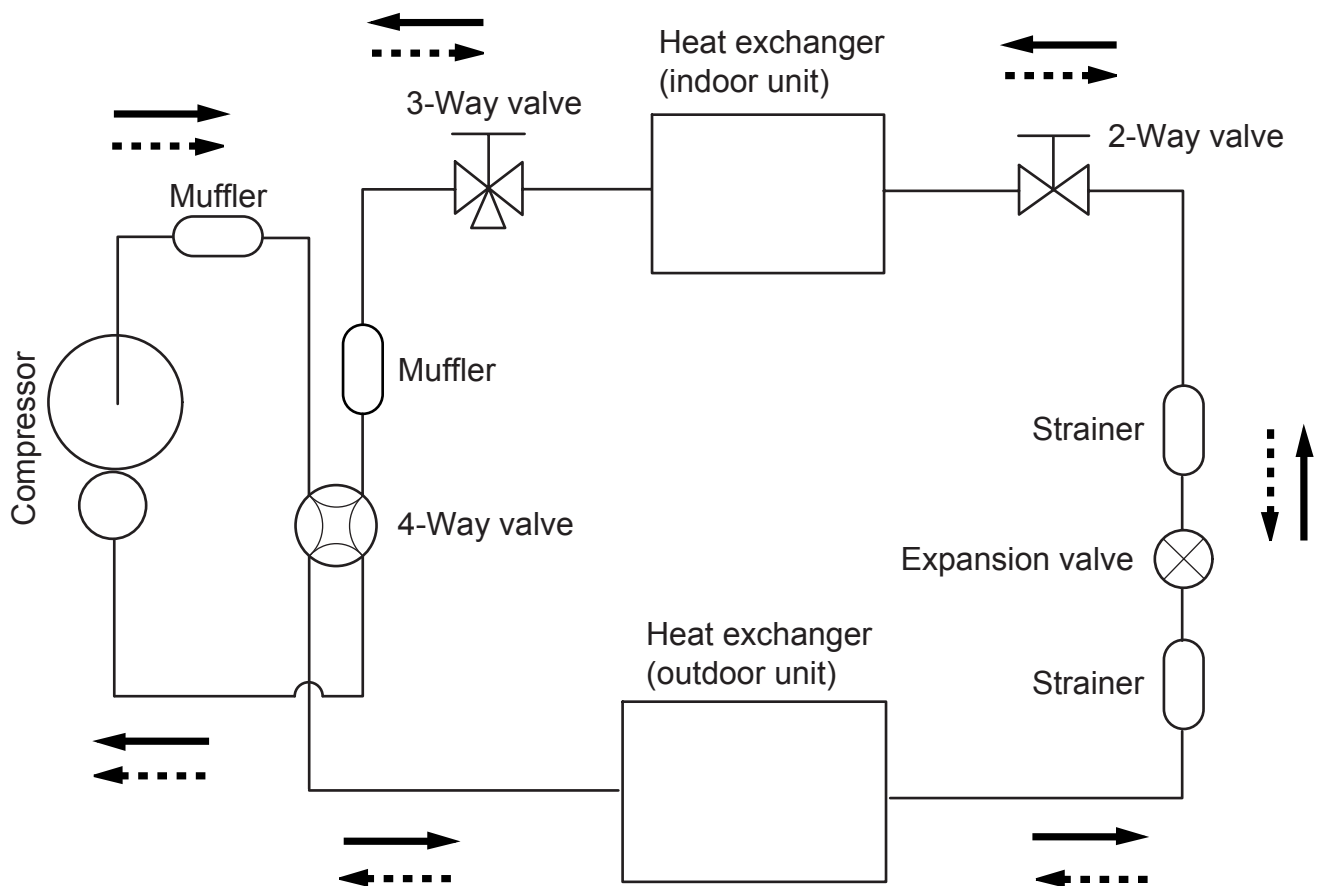 Heat exchanger
(indoor unit)
3-Way valve
2-Way valve
Muffler
Compressor
Muffler
Strainer
4-Way valve
Expansion valve
Heat exchanger
(outdoor unit)
Strainer